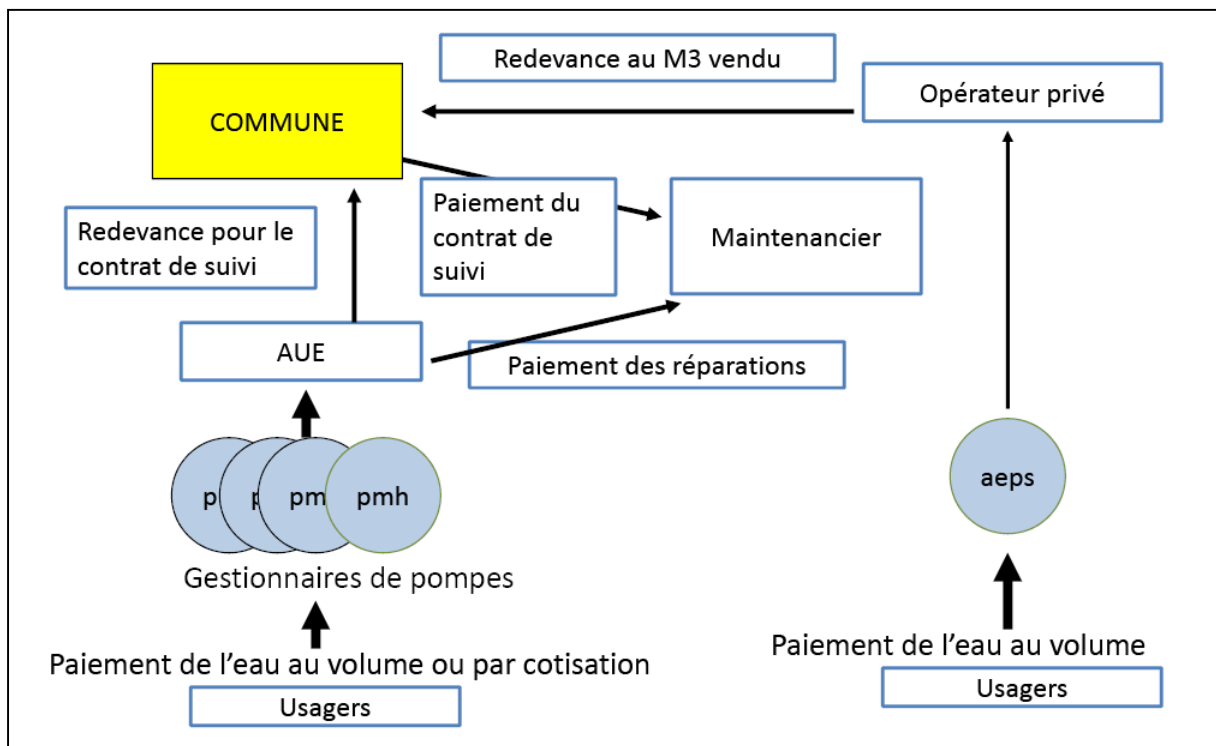 Redevance au M3 vendu
Opérateur privé
COMMUNE
Redevance pour le
contrat de suivi
Paiement du
contrat de
suivi
Maintenancier
AUE
Paiement des réparations
p
p
pm
pmh
aeps
Gestionnaires de pompes
Paiement de l’eau au volume ou par cotisation
Usagers
Paiement de l’eau au volume
Usagers